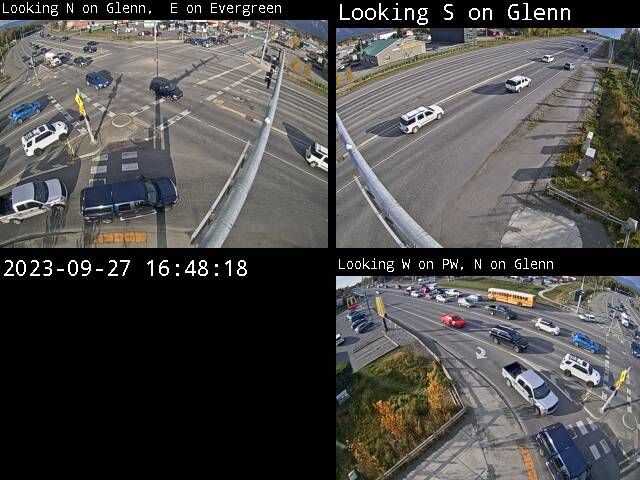 Looking N on Glenn,  E on Evergreen
Looking S on Glenn
2023-09-27 16:48:18
Looking W on PW, N on Glenn